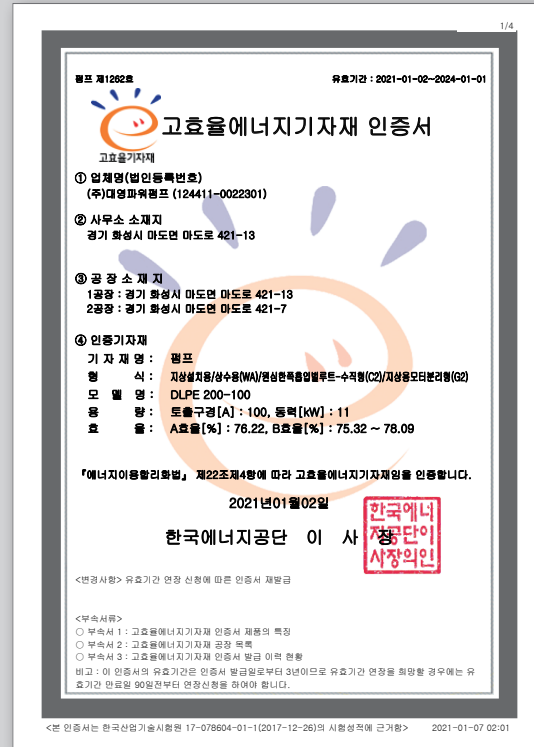 1/4
펌프 제1262호 유효기간 : 2021-01-02~2024-01-01
고효율에너지기자재 인증서
고효율기자재
① 업체명(법인등록번호)
(주)대영파워펌프 (124411-0022301)
② 사무소 소재지
경기 화성시 마도면 마도로 421-13
③ 공 장 소 재 지
1공장 : 경기 화성시 마도면 마도로 421-13
2공장 : 경기 화성시 마도면 마도로 421-7
④ 인증기자재
기 자 재 명 : 펌프
형 식 : 지상설치용/상수용(WA)/원심한쪽흡입벌루트-수직형(C2)/지상용모터분리형(G2)
모 델 명 : DLPE 200-100
용 량 : 토출구경[A] : 100, 동력[kW] : 11
효 율 : A효율[%] : 76.22, B효율[%] : 75.32 ~ 78.09
『에너지이용합리화법』 제22조제4항에 따라 고효율에너지기자재임을 인증합니다.
2021년01월02일
한국에너지공단 이 사 장
한국에너
지공단이
사장의인
<변경사항> 유효기간 연장 신청에 따른 인증서 재발급
<부속서류>
○ 부속서 1 : 고효율에너지기자재 인증서 제품의 특징
○ 부속서 2 : 고효율에너지기자재 공장 목록
○ 부속서 3 : 고효율에너지기자재 인증서 발급 이력 현황
비고 : 이 인증서의 유효기간은 인증서 발급일로부터 3년이므로 유효기간 연장을 희망할 경우에는 유
효기간 만료일 90일전부터 연장신청을 하여야 합니다.
<본 인증서는 한국산업기술시험원 17-078604-01-1(2017-12-26)의 시험성적에 근거함> 2021-01-07 02:01